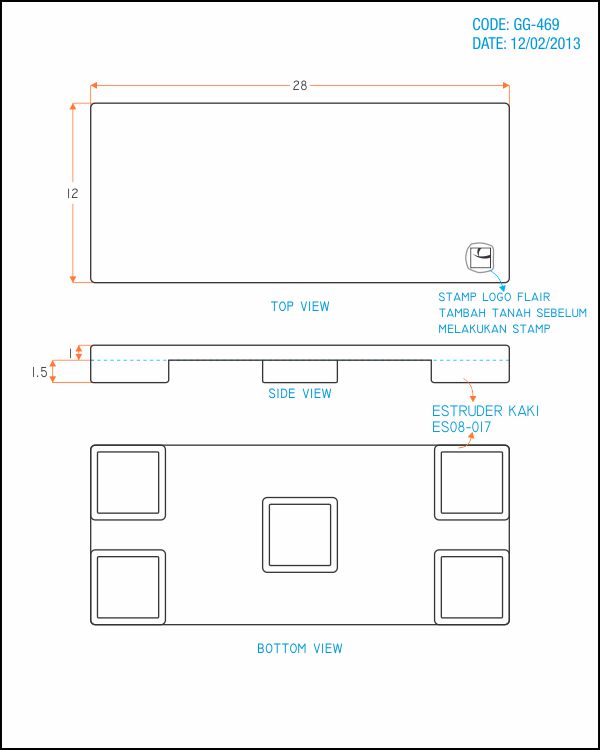 CODE: GG-469
DATE: 12/02/2013
28
12
STAMP LOGO FLAIR
TAMBAH TANAH SEBELUM
MELAKUKAN STAMP
TOP VIEW
1
1.5
SIDE VIEW
ESTRUDER KAKI
ES08-017
BOTTOM VIEW